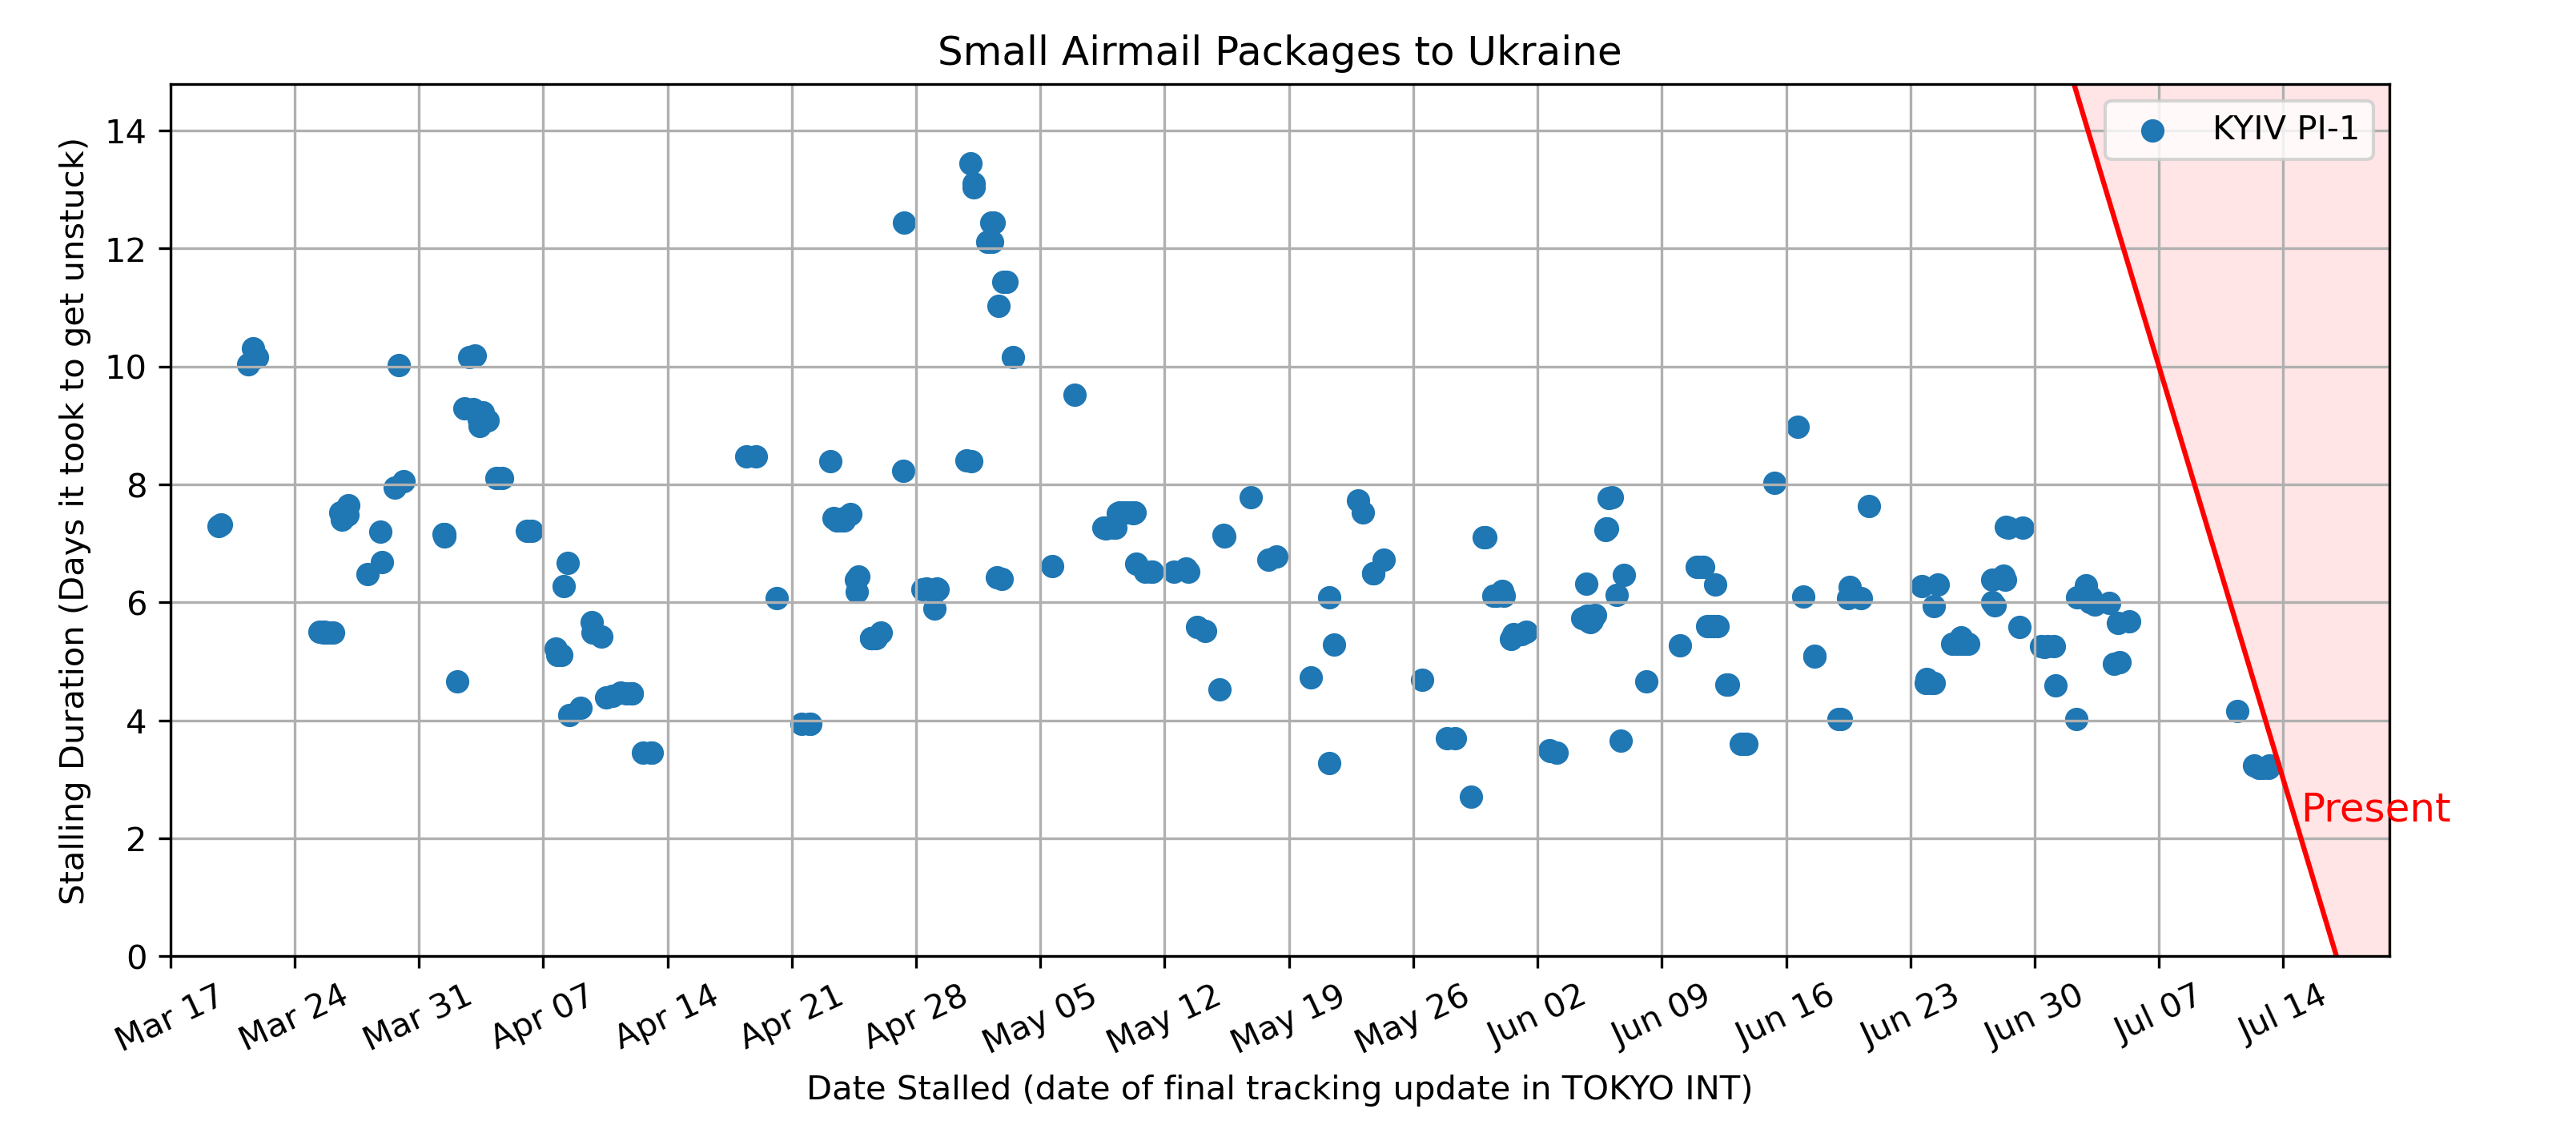 Small Airmail Packages to Ukraine
KYIV PI-1
Stalling Duration (Days it took to get unstuck)
14
12
10
8
6
4
2
0
Present
Mar 17
Mar 24
Mar 31
Apr 07
Apr 14
Apr 21
Apr 28
May 05
May 12
May 19
May 26
Jun 02
Jun 09
Jun 16
Jun 23
Jun 30
Jul 07
Jul 14
Date Stalled (date of final tracking update in TOKYO INT)